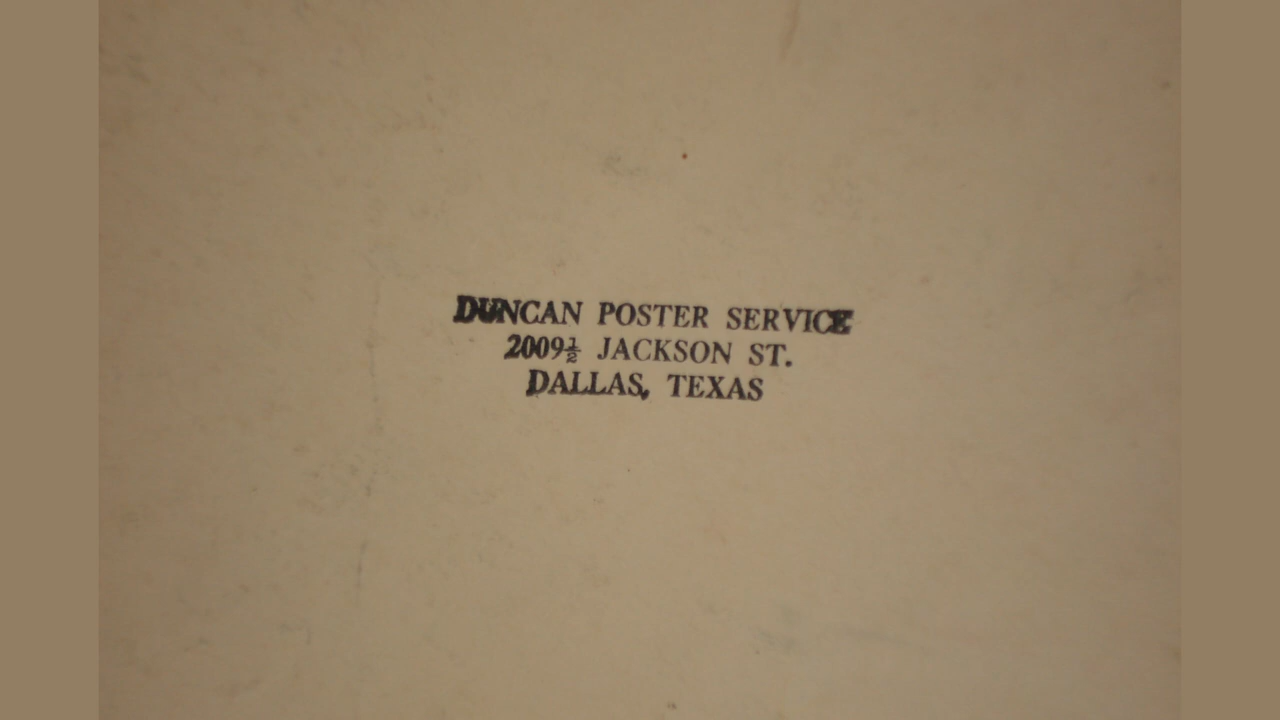 DUNCAN POSTER SERVICE
2009½ JACKSON ST.
DALLAS, TEXAS